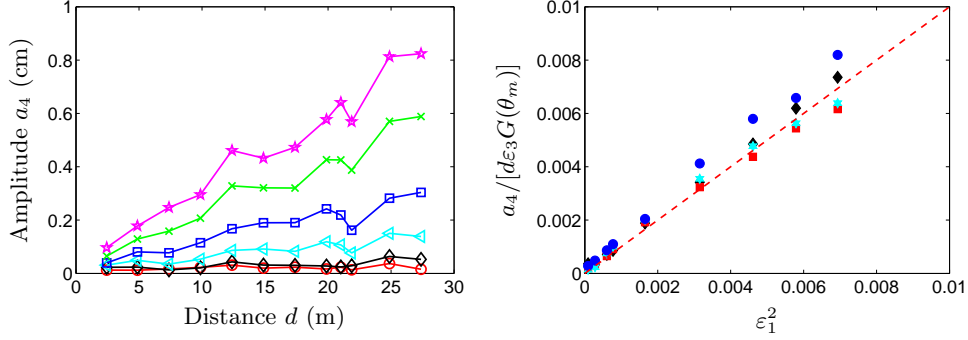 1
0.8
0.6
0.4
0.2
0
0 5 10 15 20 25 30
Amplitude a₄ (cm)
Distance d (m)
0.01
0.008
0.006
0.004
0.002
0
0 0.002 0.004 0.006 0.008 0.01
a₄/[dε₃G(θₘ)]
ε₁²